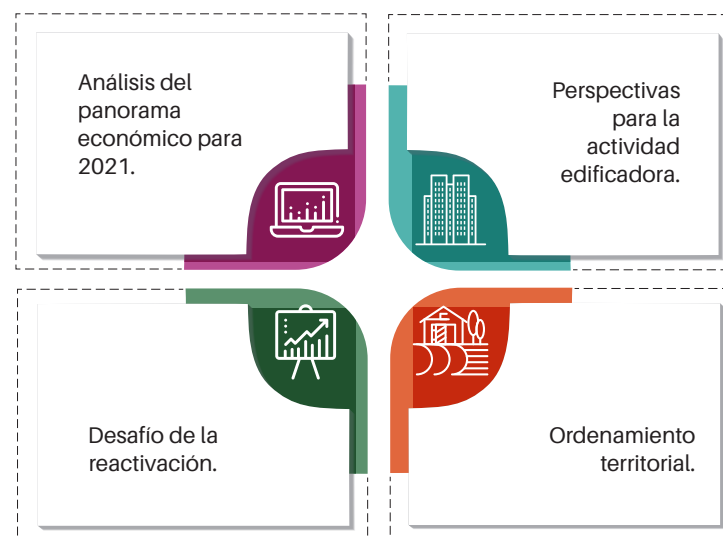 Análisis del
panorama
económico para
2021.
Perspectivas
para la
actividad
edificadora.
Desafío de la
reactivación.
Ordenamiento
territorial.